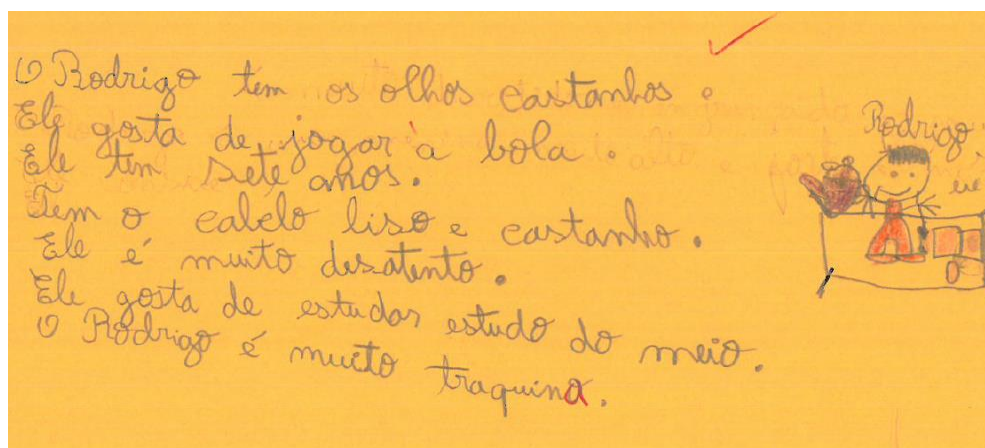 O Rodrigo tem os olhos castanhos.
Ele gosta de jogar à bola.
Ele tem sete anos.
Tem o cabelo liso e castanho.
Ele é muito desatento.
Ele gosta de estudar estudo do meio.
O Rodrigo é muito traquina.
Rodrigo